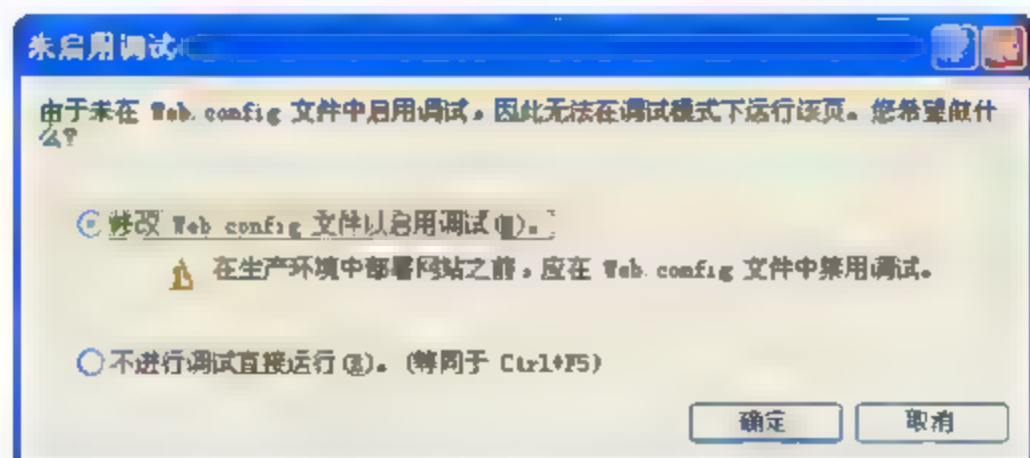 未启用调试
由于未在 Web.config 文件中启用调试，因此无法在调试模式下运行该页。您希望做什
么?
修改 Web.config 文件以启用调试(M)。
在生产环境中部署网站之前，应在 Web.config 文件中禁用调试。
不进行调试直接运行(R)。(等同于 Ctrl+F5)
确定
取消